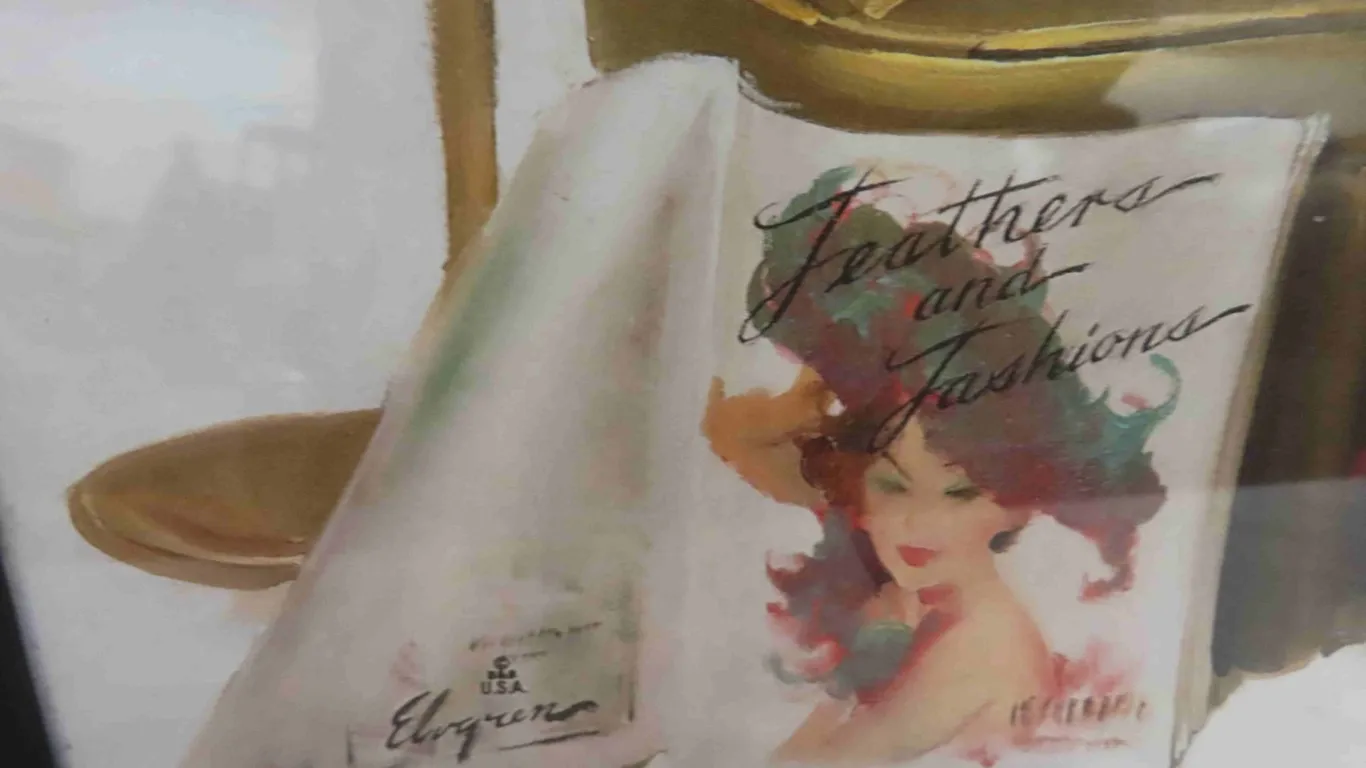 Feathers
and
Fashions
©
B&B
U.S.A.
Elvgren